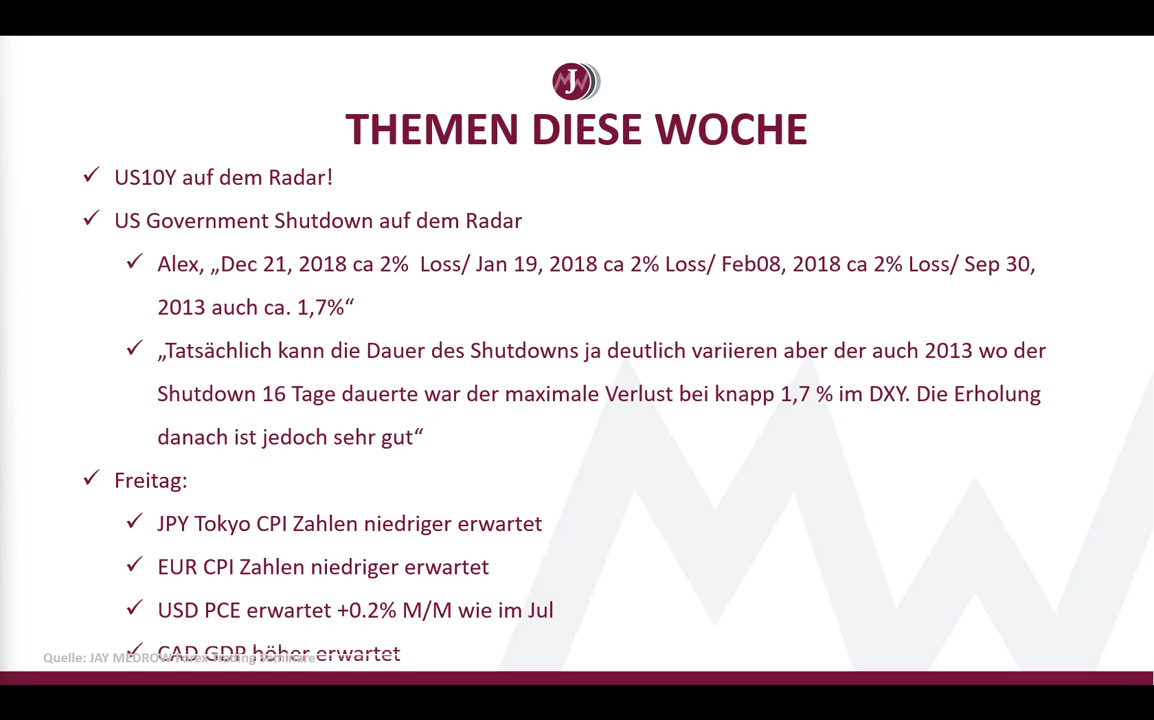 J
THEMEN DIESE WOCHE
✓ US10Y auf dem Radar!
✓ US Government Shutdown auf dem Radar
✓ Alex, „Dec 21, 2018 ca 2%  Loss/ Jan 19, 2018 ca 2% Loss/ Feb08, 2018 ca 2% Loss/ Sep 30,
2013 auch ca. 1,7%“
✓ „Tatsächlich kann die Dauer des Shutdowns ja deutlich variieren aber der auch 2013 wo der
Shutdown 16 Tage dauerte war der maximale Verlust bei knapp 1,7 % im DXY. Die Erholung
danach ist jedoch sehr gut“
✓ Freitag:
✓ JPY Tokyo CPI Zahlen niedriger erwartet
✓ EUR CPI Zahlen niedriger erwartet
✓ USD PCE erwartet +0.2% M/M wie im Jul
✓ CAD GDP höher erwartet
Quelle: JAY MEDROW Forex Trading Seminare